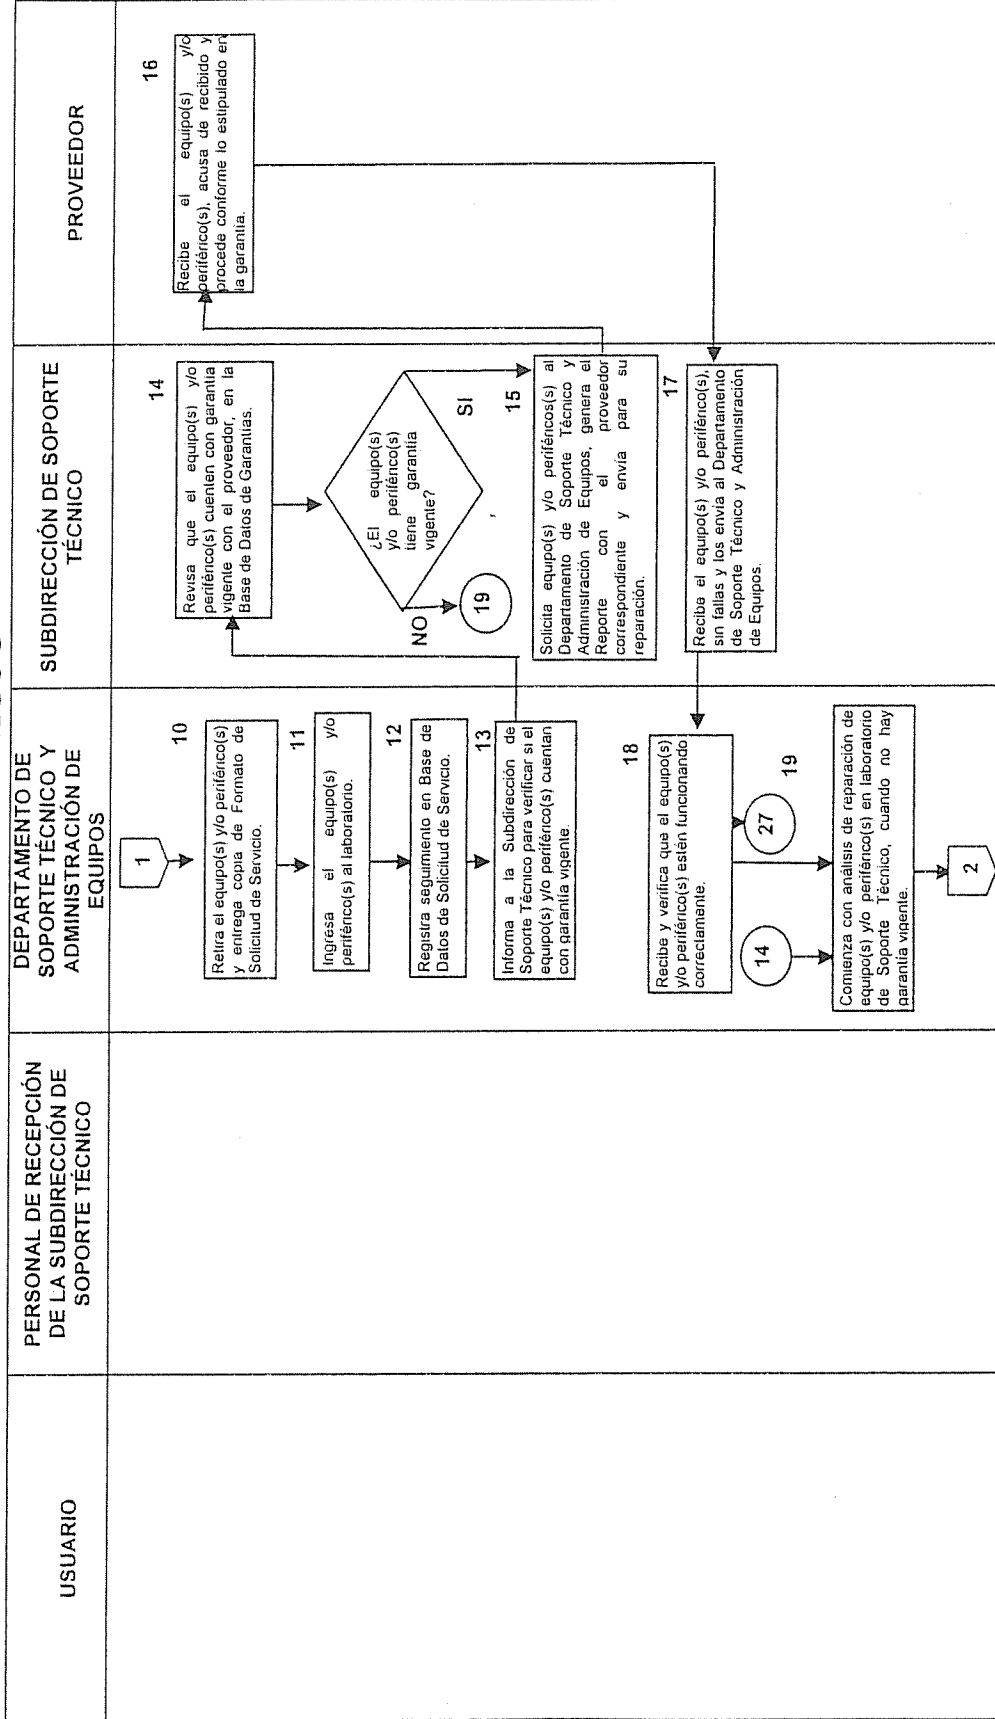 USUARIO
PERSONAL DE RECEPCIÓN
DE LA SUBDIRECCIÓN DE
SOPORTE TÉCNICO
DEPARTAMENTO DE
SOPORTE TÉCNICO Y
ADMINISTRACIÓN DE
EQUIPOS
SUBDIRECCIÓN DE SOPORTE
TÉCNICO
PROVEEDOR
1
10
Retira el equipo(s) y/o periférico(s)
y entrega copia de Formato de
Solicitud de Servicio.
11
Ingresa el equipo(s) y/o
periférico(s) al laboratorio.
12
Registra seguimiento en Base de
Datos de Solicitud de Servicio.
13
Informa a la Subdirección de
Soporte Técnico para verificar si el
equipo(s) y/o periférico(s) cuentan
con garantía vigente.
14
Revisa que el equipo(s) y/o
periférico(s) cuenten con garantía
vigente con el proveedor, en la
Base de Datos de Garantías.
¿El equipo(s)
y/o periférico(s)
tiene garantía
vigente?
NO
19
SI
15
Solicita equipo(s) y/o periféricos(s) al
Departamento de Soporte Técnico y
Administración de Equipos, genera el
Reporte con el proveedor
correspondiente y envía para su
reparación.
16
Recibe el equipo(s) y/o
periférico(s), acusa de recibido y
procede conforme lo estipulado en
la garantía.
17
Recibe el equipo(s) y/o periférico(s),
sin fallas y los envía al Departamento
de Soporte Técnico y Administración
de Equipos.
18
Recibe y verifica que el equipo(s)
y/o periférico(s) estén funcionando
correctamente.
27
14
19
Comienza con análisis de reparación de
equipo(s) y/o periférico(s) en laboratorio
de Soporte Técnico, cuando no hay
garantía vigente.
2